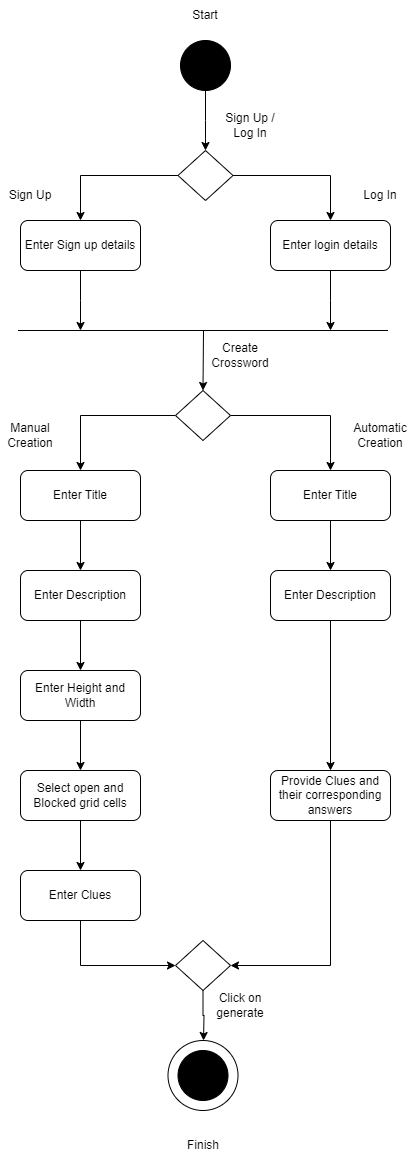 Start
Sign Up /
Log In
Sign Up
Log In
Enter Sign up details
Enter login details
Create
Crossword
Manual
Creation
Automatic
Creation
Enter Title
Enter Title
Enter Description
Enter Description
Enter Height and
Width
Select open and
Blocked grid cells
Provide Clues and
their corresponding
answers
Enter Clues
Click on
generate
Finish